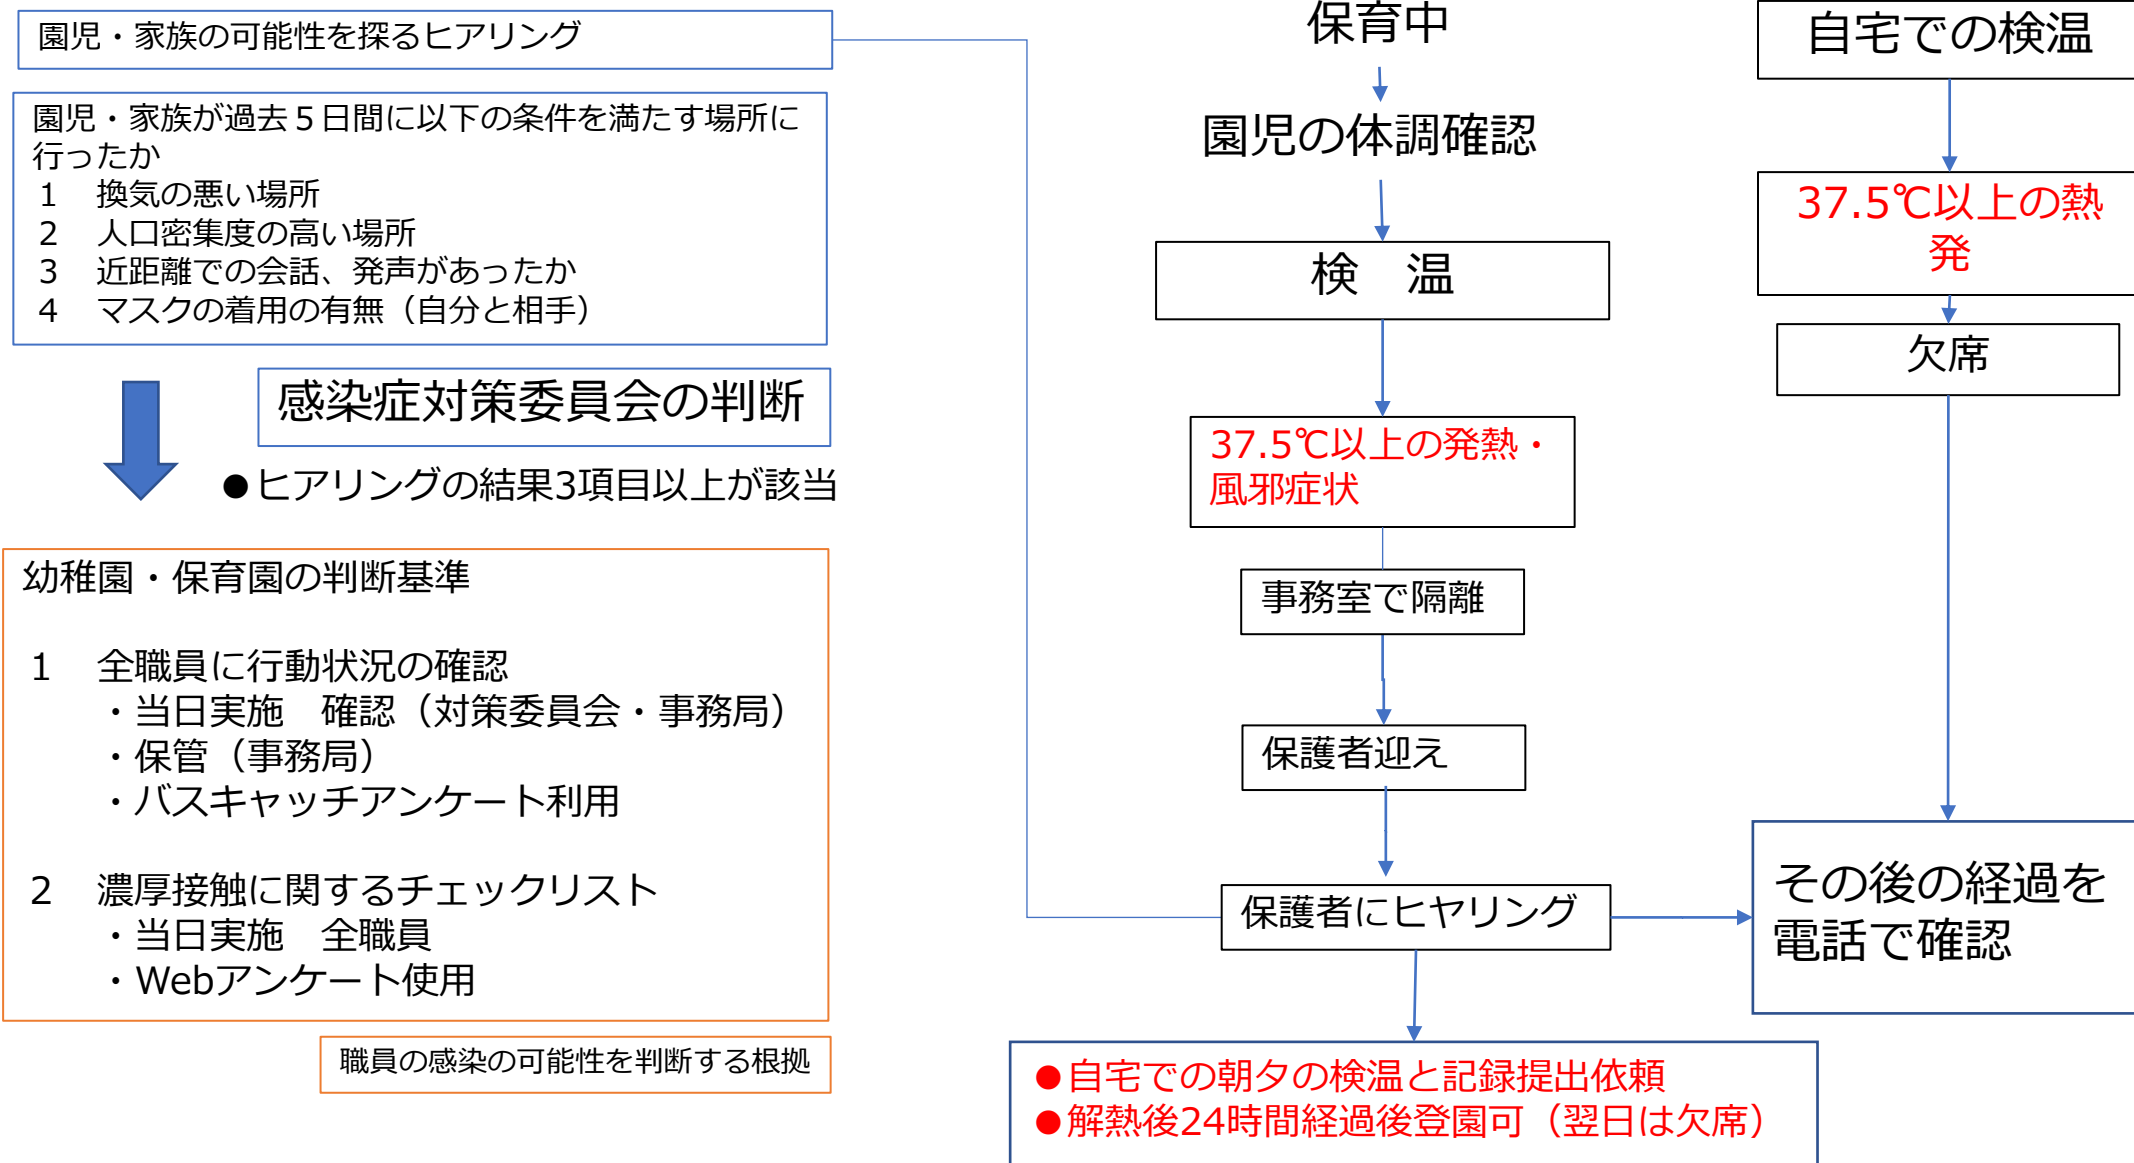 園児・家族の可能性を探るヒアリング
園児・家族が過去５日間に以下の条件を満たす場所に
行ったか
１　換気の悪い場所
２　人口密集度の高い場所
３　近距離での会話、発声があったか
４　マスクの着用の有無（自分と相手）
感染症対策委員会の判断
●ヒアリングの結果3項目以上が該当
幼稚園・保育園の判断基準
１　全職員に行動状況の確認
・当日実施　確認（対策委員会・事務局）
・保管（事務局）
・バスキャッチアンケート利用
２　濃厚接触に関するチェックリスト
・当日実施　全職員
・Webアンケート使用
職員の感染の可能性を判断する根拠
保育中
園児の体調確認
検　温
37.5℃以上の発熱・
風邪症状
事務室で隔離
保護者迎え
保護者にヒヤリング
●自宅での朝夕の検温と記録提出依頼
●解熱後24時間経過後登園可（翌日は欠席）
自宅での検温
37.5℃以上の熱
発
欠席
その後の経過を
電話で確認